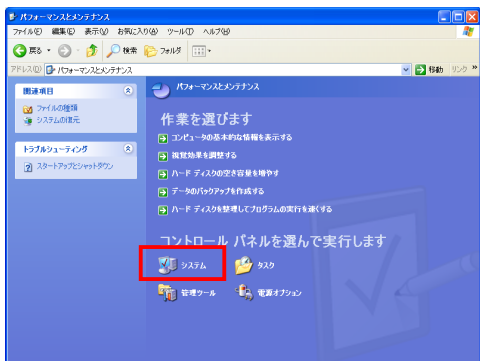 パフォーマンスとメンテナンス
ファイル(F) 編集(E) 表示(V) お気に入り(A) ツール(T) ヘルプ(H)
戻る 検索 フォルダ
アドレス(D) パフォーマンスとメンテナンス 移動 リンク »
関連項目
ファイルの種類
システムの復元
トラブルシューティング
スタートアップとシャットダウン
パフォーマンスとメンテナンス
作業を選びます
コンピュータの基本的な情報を表示する
視覚効果を調整する
ハード ディスクの空き容量を増やす
データのバックアップを作成する
ハード ディスクを整理してプログラムの実行を速くする
コントロール パネルを選んで実行します
システム タスク
管理ツール 電源オプション